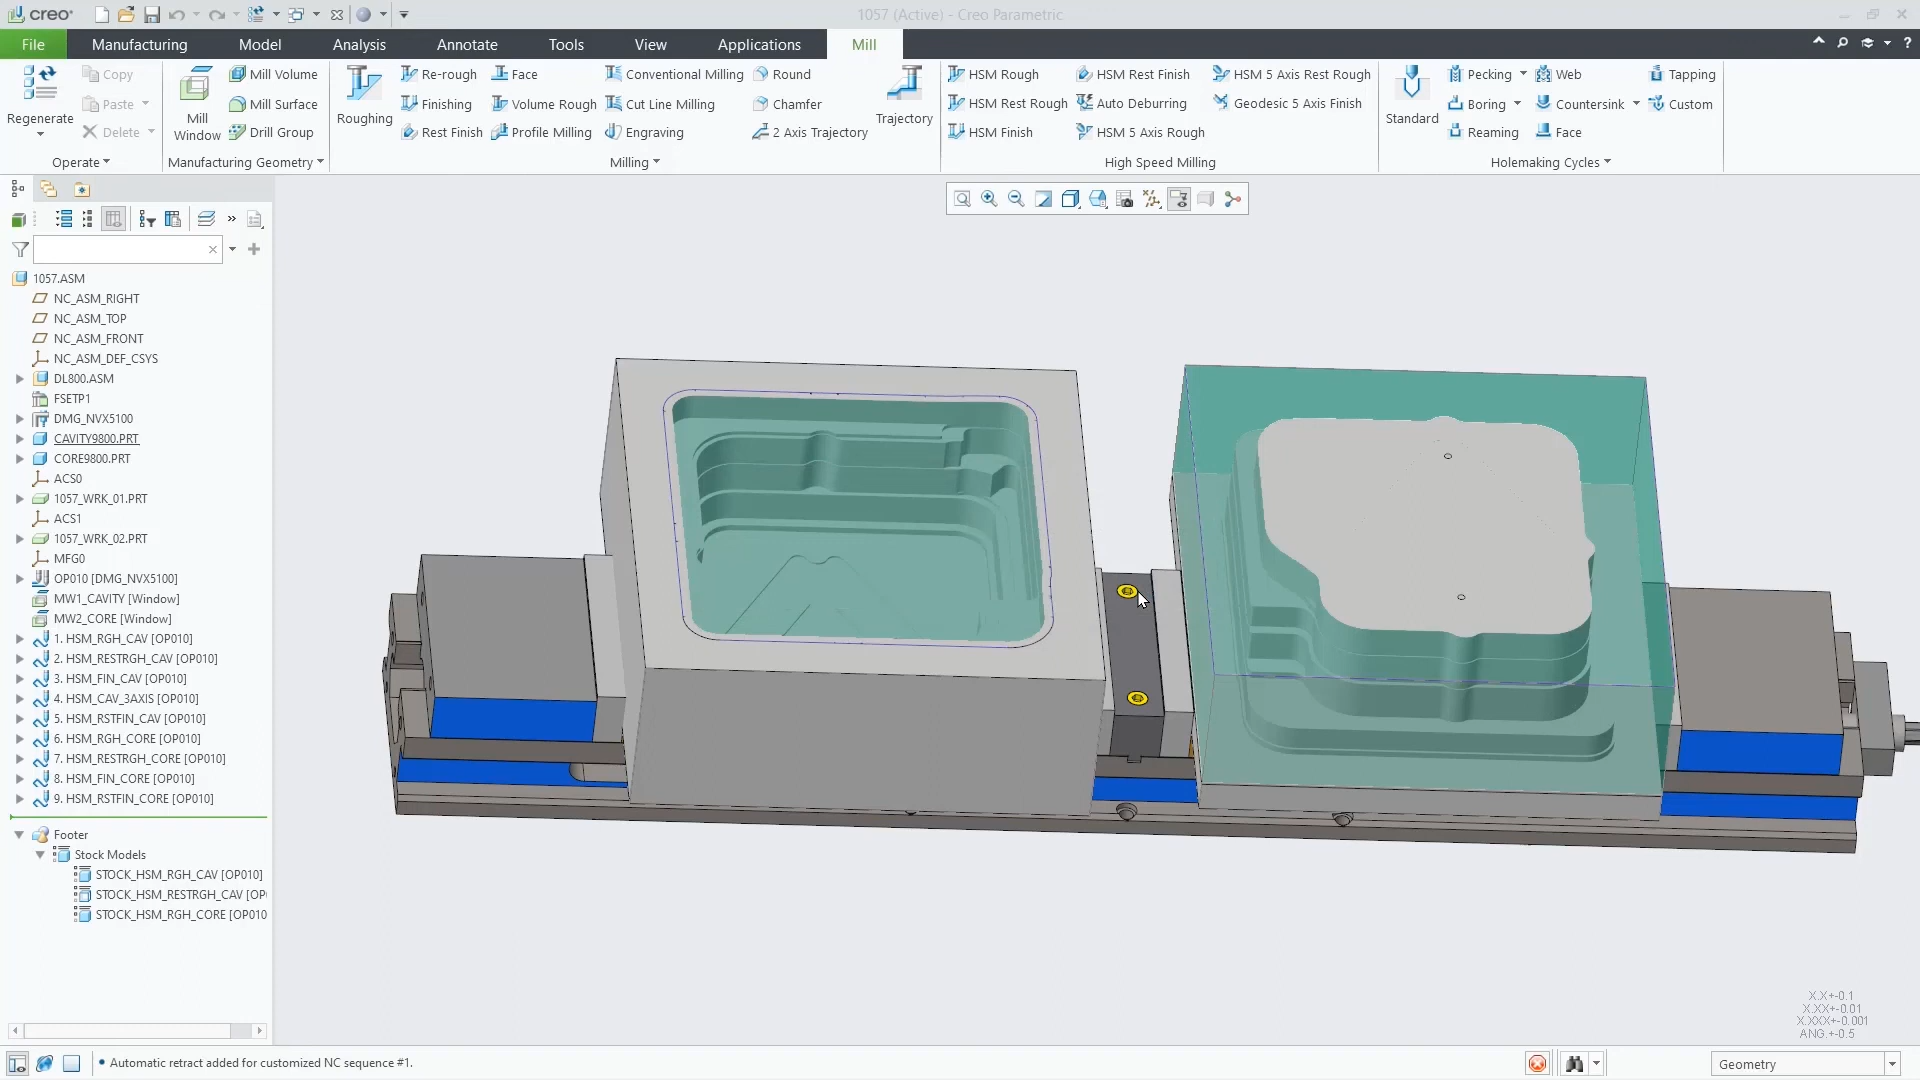 creo
1057 (Active) - Creo Parametric
File
Manufacturing
Model
Analysis
Annotate
Tools
View
Applications
Mill
?
Regenerate
Copy
Paste
Delete
Operate
Mill Window
Mill Volume
Mill Surface
Drill Group
Manufacturing Geometry
Roughing
Re-rough
Finishing
Rest Finish
Face
Volume Rough
Profile Milling
Conventional Milling
Cut Line Milling
Engraving
Round
Chamfer
2 Axis Trajectory
Trajectory
Milling
HSM Rough
HSM Rest Rough
HSM Finish
HSM Rest Finish
Auto Deburring
HSM 5 Axis Rough
HSM 5 Axis Rest Rough
Geodesic 5 Axis Finish
High Speed Milling
Standard
Pecking
Boring
Reaming
Web
Countersink
Face
Tapping
Custom
Holemaking Cycles
1057.ASM
NC_ASM_RIGHT
NC_ASM_TOP
NC_ASM_FRONT
NC_ASM_DEF_CSYS
DL800.ASM
FSETP1
DMG_NVX5100
CAVITY9800.PRT
CORE9800.PRT
ACS0
1057_WRK_01.PRT
ACS1
1057_WRK_02.PRT
MFG0
OP010 [DMG_NVX5100]
MW1_CAVITY [Window]
MW2_CORE [Window]
1. HSM_RGH_CAV [OP010]
2. HSM_RESTRGH_CAV [OP010]
3. HSM_FIN_CAV [OP010]
4. HSM_CAV_3AXIS [OP010]
5. HSM_RSTFIN_CAV [OP010]
6. HSM_RGH_CORE [OP010]
7. HSM_RESTRGH_CORE [OP010]
8. HSM_FIN_CORE [OP010]
9. HSM_RSTFIN_CORE [OP010]
Footer
Stock Models
STOCK_HSM_RGH_CAV [OP010]
STOCK_HSM_RESTRGH_CAV [OP
STOCK_HSM_RGH_CORE [OP010
X.X+-0.1
X.XX+-0.01
X.XXX+-0.001
ANG.+-0.5
• Automatic retract added for customized NC sequence #1.
Geometry